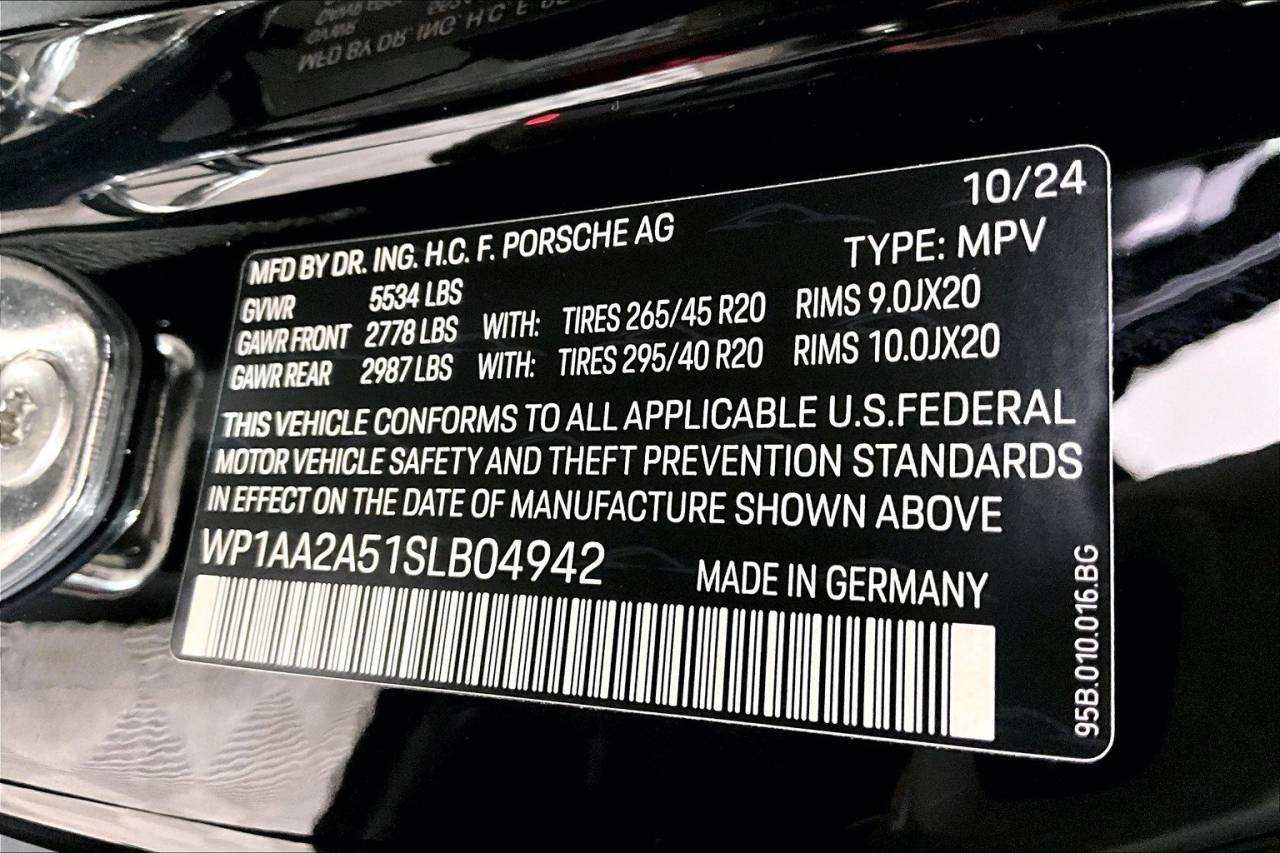 10/24
MFD BY DR. ING. H.C. F. PORSCHE AG
TYPE: MPV
GVWR 5534 LBS
GAWR FRONT 2778 LBS WITH: TIRES 265/45 R20 RIMS 9.0JX20
GAWR REAR 2987 LBS WITH: TIRES 295/40 R20 RIMS 10.0JX20
THIS VEHICLE CONFORMS TO ALL APPLICABLE U.S.FEDERAL
MOTOR VEHICLE SAFETY AND THEFT PREVENTION STANDARDS
IN EFFECT ON THE DATE OF MANUFACTURE SHOWN ABOVE
WP1AA2A51SLB04942
MADE IN GERMANY
95B.010.016.BG